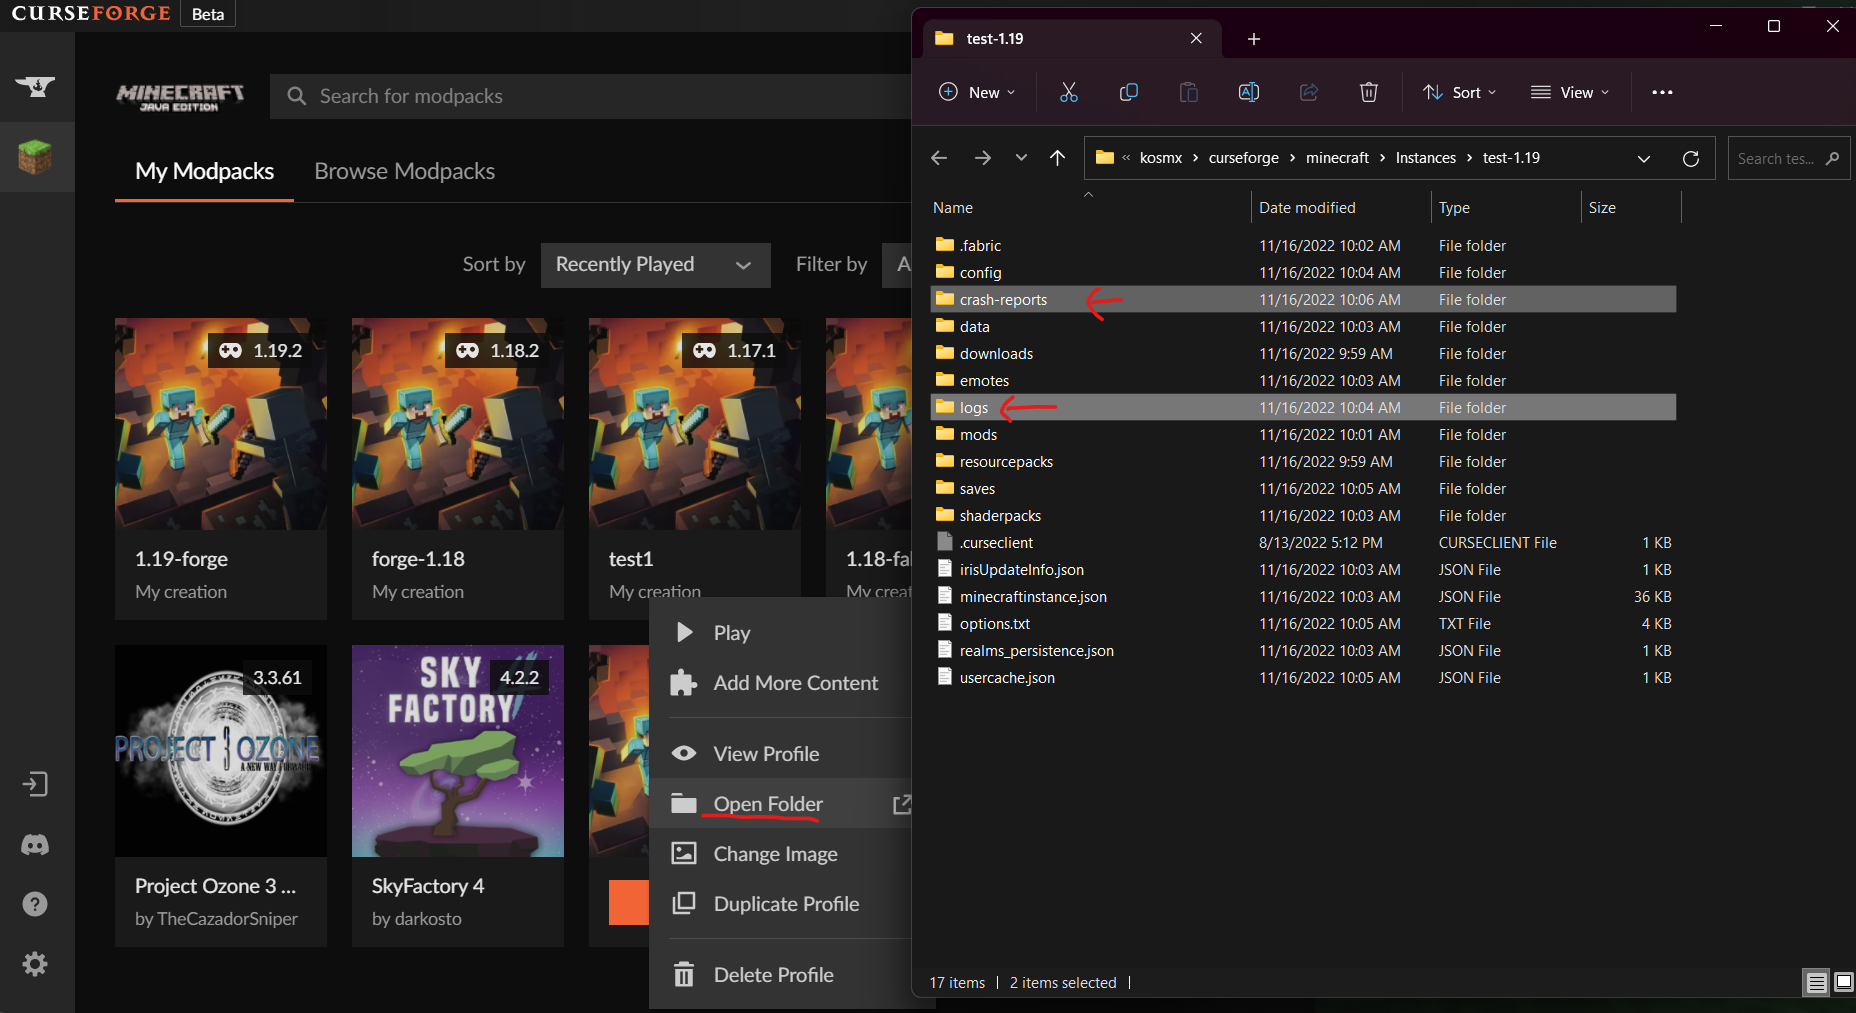 CURSEFORGE Beta
MINECRAFT
JAVA EDITION
Search for modpacks
My Modpacks Browse Modpacks
Sort by Recently Played Filter by A
1.19.2
1.18.2
1.17.1
1.19-forge
My creation
forge-1.18
My creation
test1
My creation
1.18-fal
My creat
3.3.61
PROJECT 3 OZONE
Project Ozone 3 ...
by TheCazadorSniper
SKY
FACTORY
4.2.2
SkyFactory 4
by darkosto
Play
Add More Content
View Profile
Open Folder
Change Image
Duplicate Profile
Delete Profile
test-1.19
New Sort View
« kosmx > curseforge > minecraft > Instances > test-1.19
Search tes...
Name Date modified Type Size
.fabric 11/16/2022 10:02 AM File folder
config 11/16/2022 10:04 AM File folder
crash-reports 11/16/2022 10:06 AM File folder
data 11/16/2022 10:03 AM File folder
downloads 11/16/2022 9:59 AM File folder
emotes 11/16/2022 10:03 AM File folder
logs 11/16/2022 10:04 AM File folder
mods 11/16/2022 10:01 AM File folder
resourcepacks 11/16/2022 9:59 AM File folder
saves 11/16/2022 10:05 AM File folder
shaderpacks 11/16/2022 10:03 AM File folder
.curseclient 8/13/2022 5:12 PM CURSECLIENT File 1 KB
irisUpdateInfo.json 11/16/2022 10:03 AM JSON File 1 KB
minecraftinstance.json 11/16/2022 10:03 AM JSON File 36 KB
options.txt 11/16/2022 10:05 AM TXT File 4 KB
realms_persistence.json 11/16/2022 10:03 AM JSON File 1 KB
usercache.json 11/16/2022 10:05 AM JSON File 1 KB
17 items | 2 items selected |